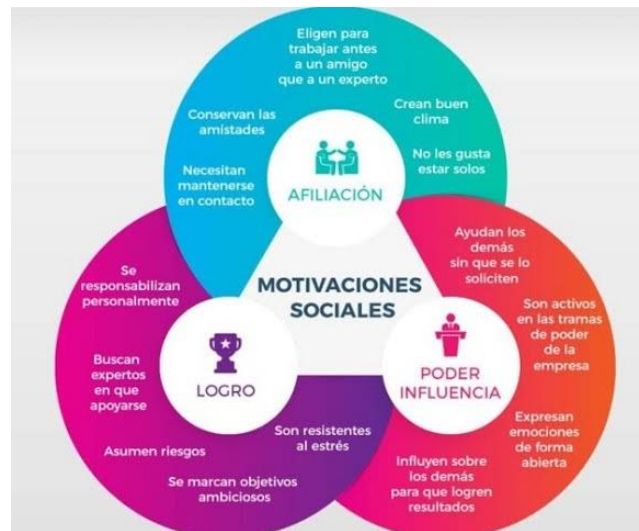 Eligen para
trabajar antes
a un amigo
que a un experto
Conservan las
amistades
Crean buen
clima
Necesitan
mantenerse
en contacto
No les gusta
estar solos
AFILIACIÓN
MOTIVACIONES
SOCIALES
Se
responsabilizan
personalmente
Buscan
expertos
en que
apoyarse
Asumen riesgos
Se marcan objetivos
ambiciosos
Son resistentes
al estrés
LOGRO
Ayudan los
demás
sin que se lo
soliciten
Son activos
en las tramas
de poder
de la
empresa
Expresan
emociones
de forma
abierta
Influyen sobre
los demás
para que logren
resultados
PODER
INFLUENCIA